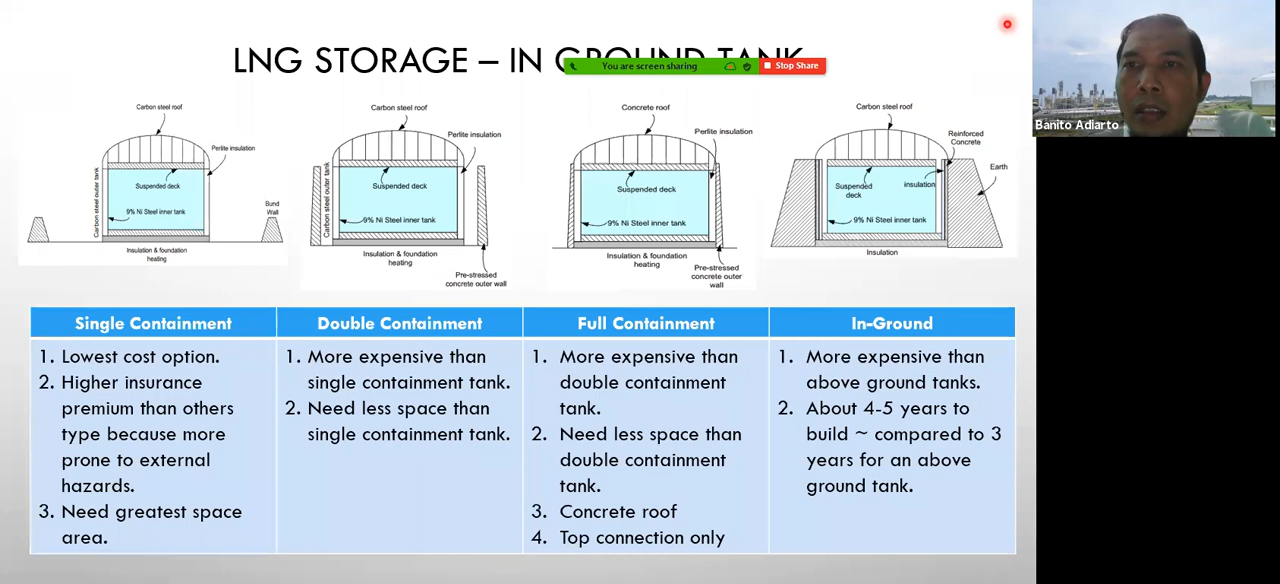 LNG STORAGE – IN GROUND TANK
You are screen sharing
Stop Share
Banito Adiarto
Carbon steel roof
Perlite insulation
Suspended deck
Carbon steel outer tank
9% Ni Steel inner tank
Bund
Wall
Insulation & foundation
heating
Carbon steel roof
Perlite insulation
Suspended deck
Carbon steel outer tank
9% Ni Steel inner tank
Insulation & foundation
heating
Pre-stressed
concrete outer wall
Concrete roof
Perlite insulation
Suspended deck
9% Ni Steel inner tank
Insulation & foundation
heating
Pre-stressed
concrete outer
wall
Carbon steel roof
Reinforced
Concrete
Earth
Suspended
deck
insulation
9% Ni Steel inner tank
Insulation
Single Containment
1. Lowest cost option.
2. Higher insurance
premium than others
type because more
prone to external
hazards.
3. Need greatest space
area.
Double Containment
1. More expensive than
single containment tank.
2. Need less space than
single containment tank.
Full Containment
1. More expensive than
double containment
tank.
2. Need less space than
double containment
tank.
3. Concrete roof
4. Top connection only
In-Ground
1. More expensive than
above ground tanks.
2. About 4-5 years to
build ~ compared to 3
years for an above
ground tank.